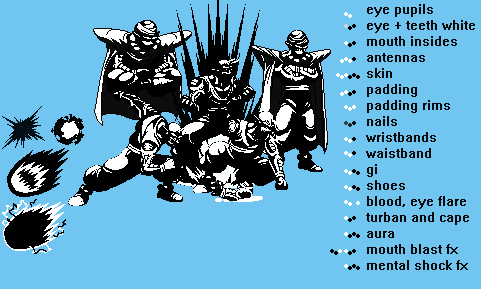 eye pupils
eye + teeth white
mouth insides
antennas
skin
padding
padding rims
nails
wristbands
waistband
gi
shoes
blood, eye flare
turban and cape
aura
mouth blast fx
mental shock fx